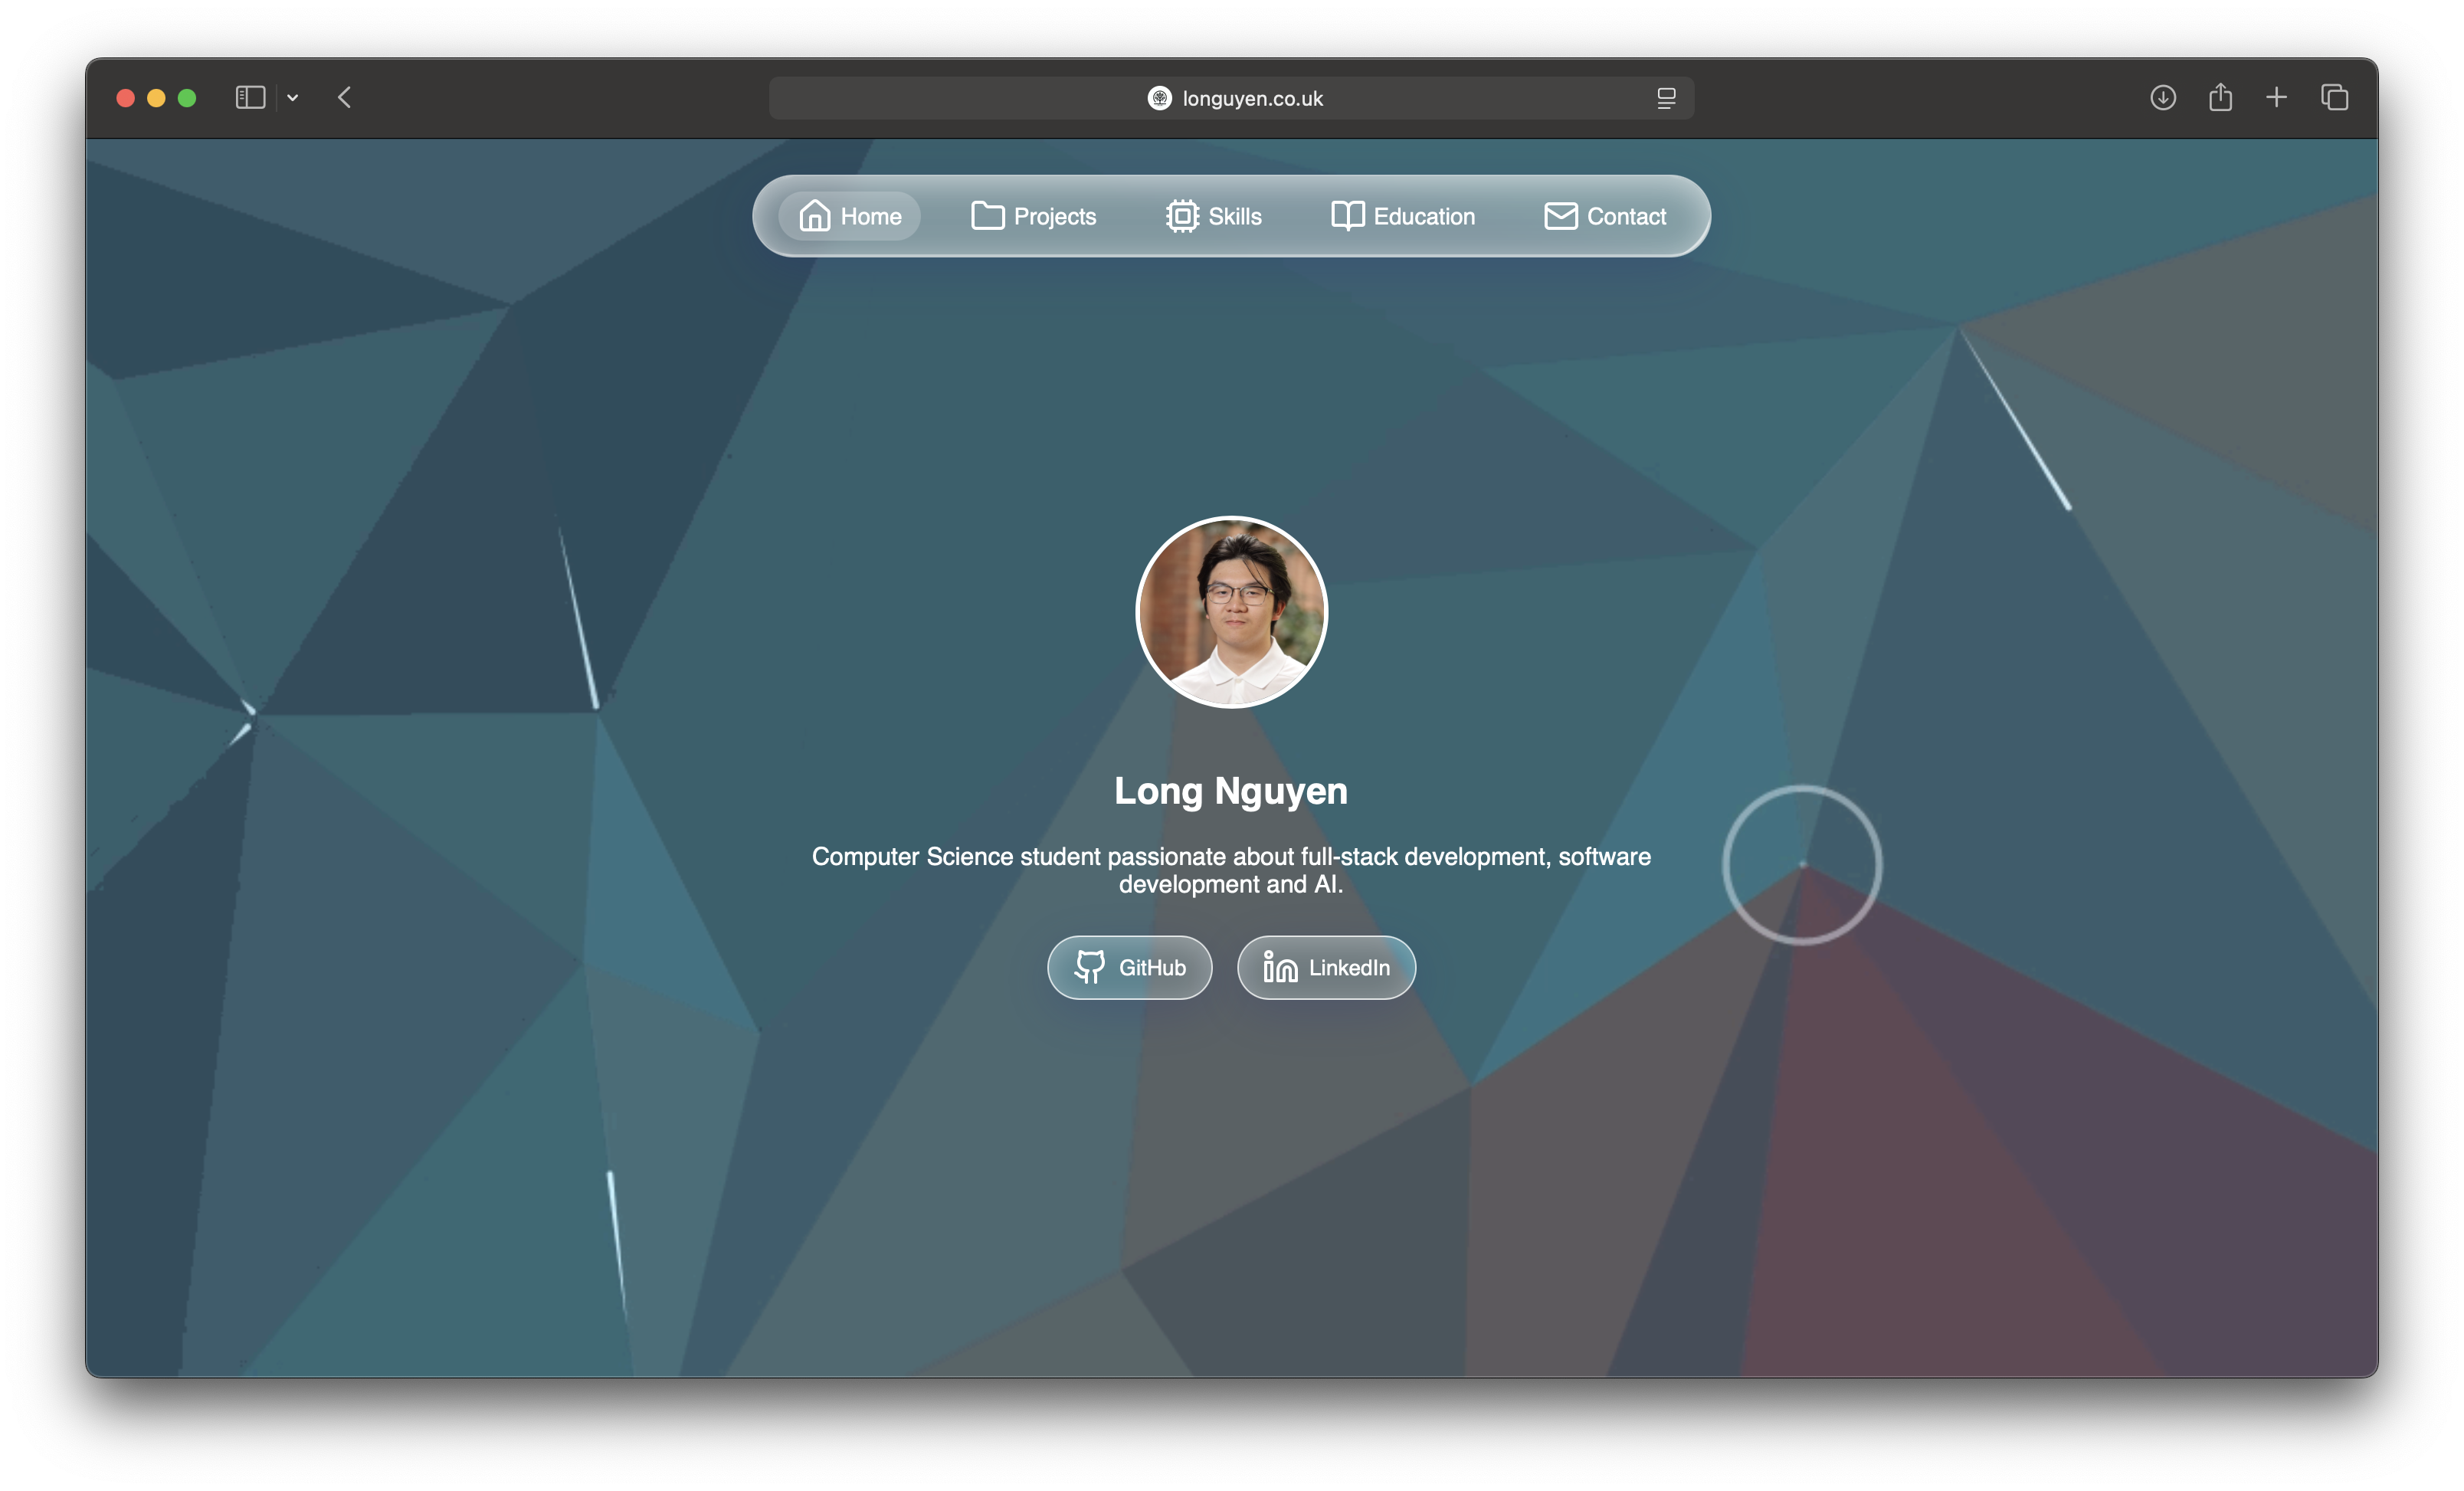 longuyen.co.uk
Home Projects Skills Education Contact
Long Nguyen
Computer Science student passionate about full-stack development, software
development and AI.
GitHub LinkedIn